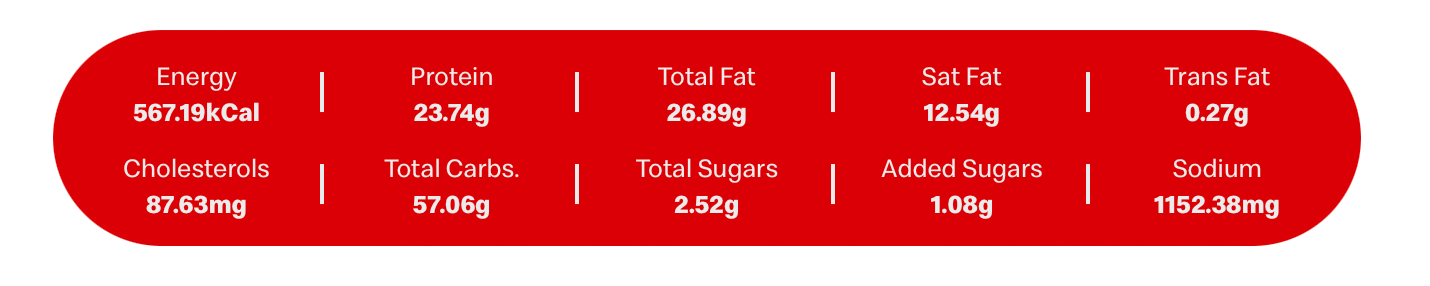 Energy
Protein
Total Fat
Sat Fat
Trans Fat
567.19kCal
23.74g
26.89g
12.54g
0.27g
Cholesterols
Total Carbs.
Total Sugars
Added Sugars
Sodium
87.63mg
57.06g
2.52g
1.08g
1152.38mg